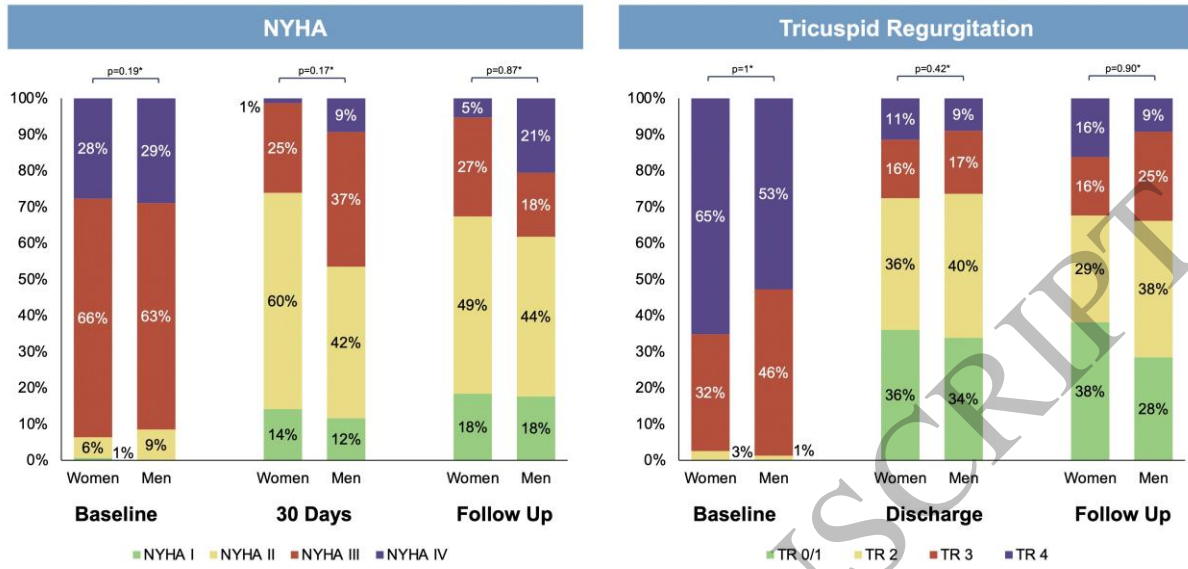 NYHA
p=0.19*
p=0.17*
p=0.87*
100%
90%
80%
70%
60%
50%
40%
30%
20%
10%
0%
28%
66%
6%
1%
29%
63%
9%
1%
25%
60%
14%
9%
37%
42%
12%
5%
27%
49%
18%
21%
18%
44%
18%
Women
Men
Women
Men
Women
Men
Baseline
30 Days
Follow Up
NYHA I
NYHA II
NYHA III
NYHA IV
Tricuspid Regurgitation
p=1*
p=0.42*
p=0.90*
100%
90%
80%
70%
60%
50%
40%
30%
20%
10%
0%
65%
32%
3%
53%
46%
1%
11%
16%
36%
36%
9%
17%
40%
34%
16%
16%
29%
38%
9%
25%
38%
28%
Women
Men
Women
Men
Women
Men
Baseline
Discharge
Follow Up
TR 0/1
TR 2
TR 3
TR 4
USCRIPT